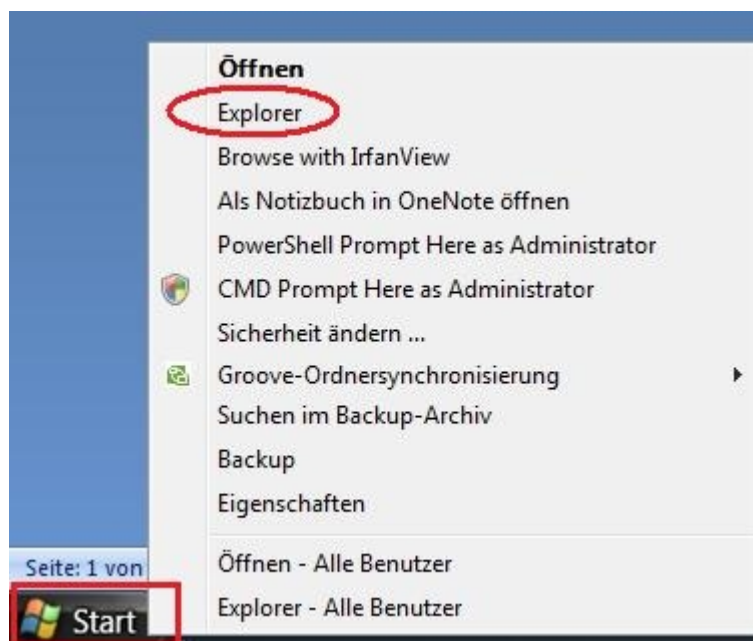 Öffnen
Explorer
Browse with IrfanView
Als Notizbuch in OneNote öffnen
PowerShell Prompt Here as Administrator
CMD Prompt Here as Administrator
Sicherheit ändern ...
Groove-Ordnersynchronisierung
Suchen im Backup-Archiv
Backup
Eigenschaften
Öffnen - Alle Benutzer
Explorer - Alle Benutzer
Seite: 1 von
Start